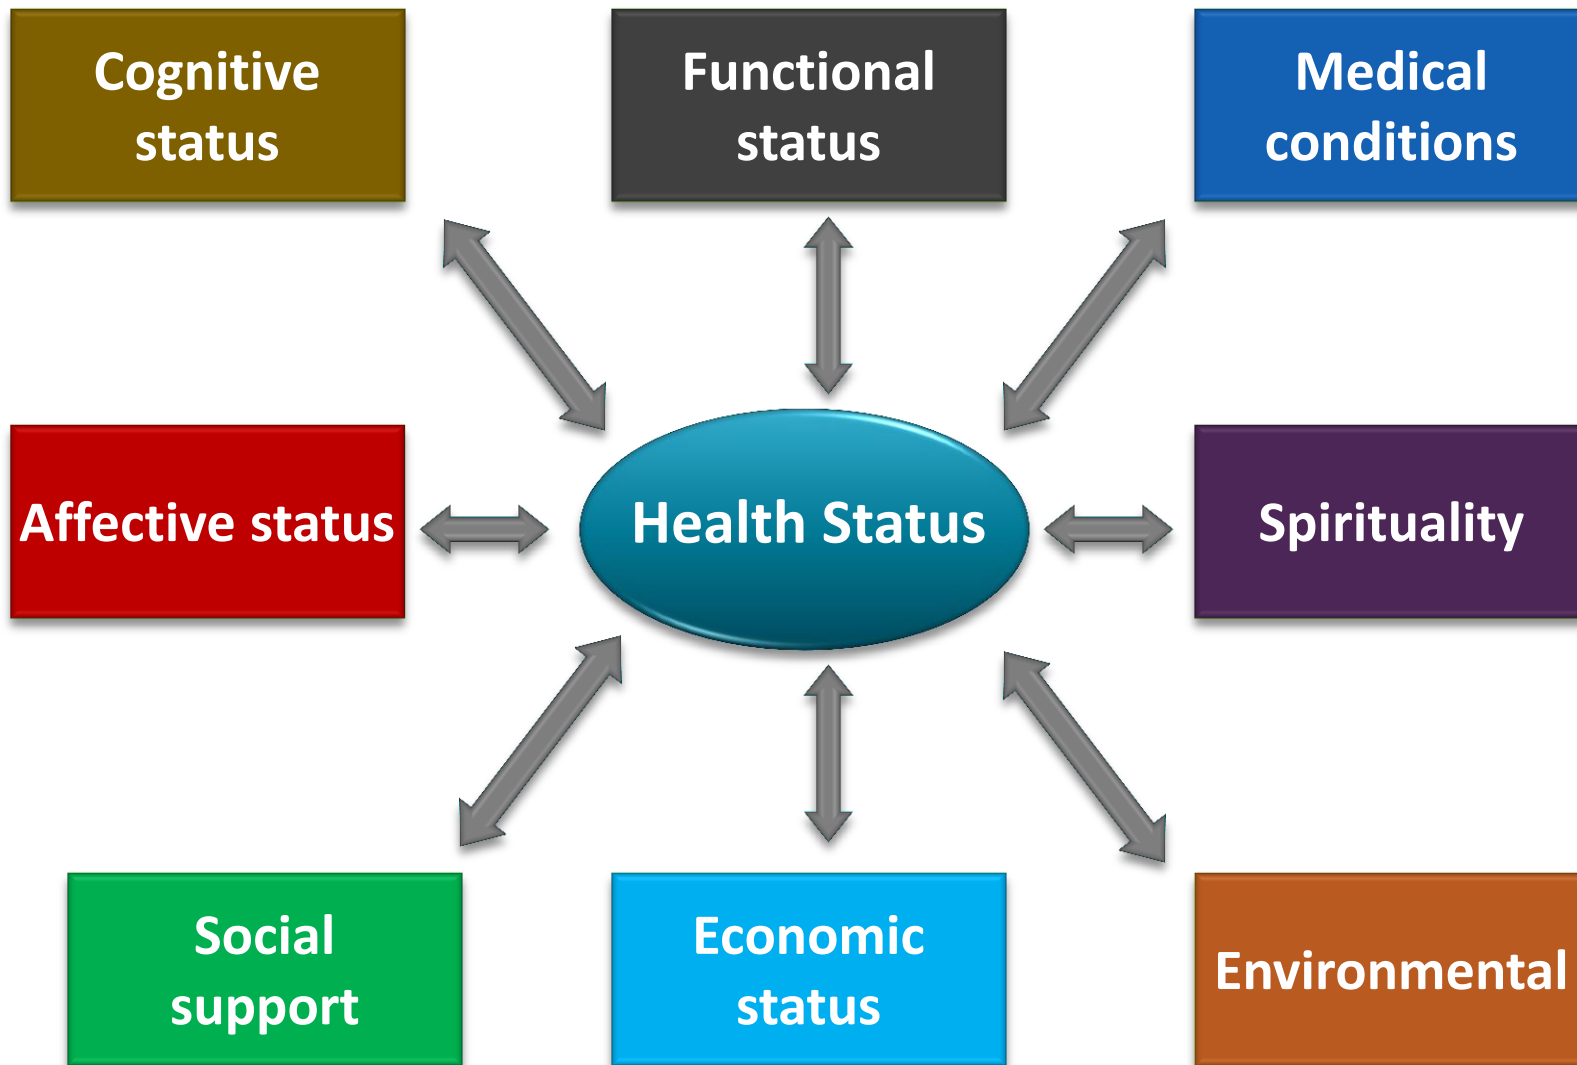 Cognitive
status
Functional
status
Medical
conditions
Affective status
Health Status
Spirituality
Social
support
Economic
status
Environmental